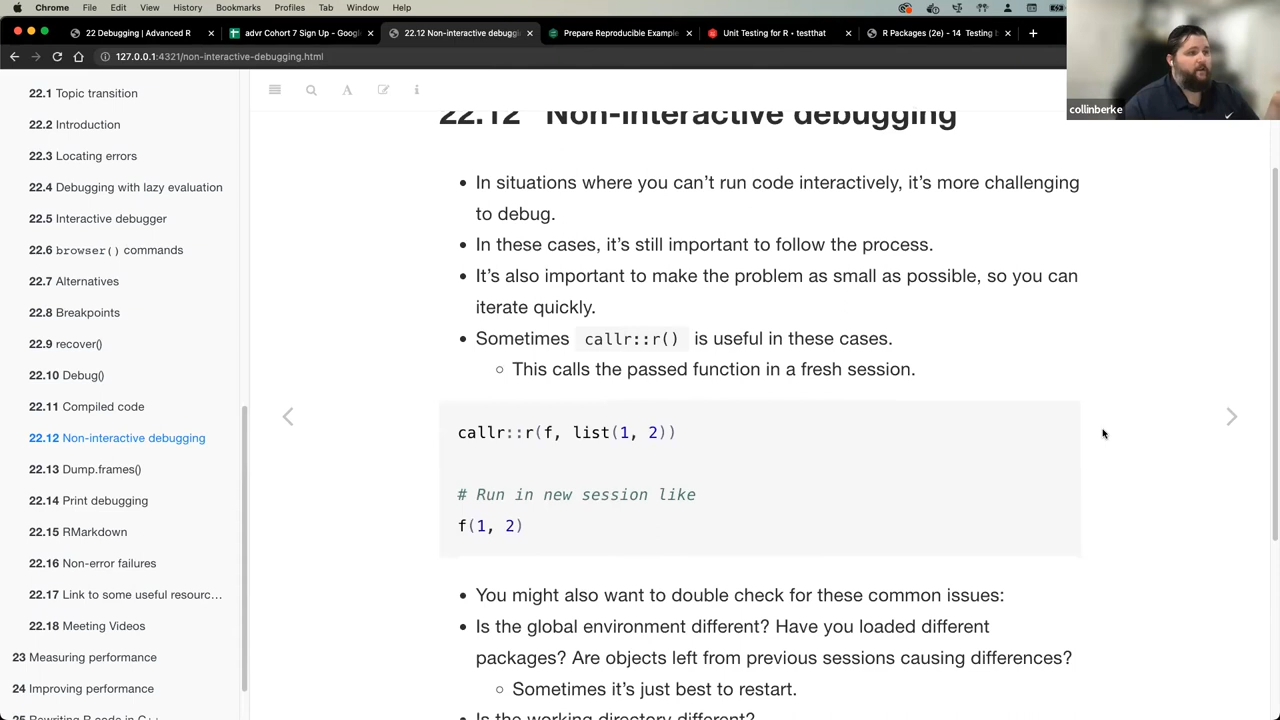 Chrome File Edit View History Bookmarks Profiles Tab Window Help
22 Debugging | Advanced R
advr Cohort 7 Sign Up - Googl
22.12 Non-interactive debuggi
Prepare Reproducible Example
Unit Testing for R • testthat
R Packages (2e) - 14 Testing b
127.0.0.1:4321/non-interactive-debugging.html
collinberke
22.1 Topic transition
22.2 Introduction
22.3 Locating errors
22.4 Debugging with lazy evaluation
22.5 Interactive debugger
22.6 browser() commands
22.7 Alternatives
22.8 Breakpoints
22.9 recover()
22.10 Debug()
22.11 Compiled code
22.12 Non-interactive debugging
22.13 Dump.frames()
22.14 Print debugging
22.15 RMarkdown
22.16 Non-error failures
22.17 Link to some useful resourc…
22.18 Meeting Videos
23 Measuring performance
24 Improving performance
25 Rewriting R code in C++
22.12 Non-interactive debugging
• In situations where you can’t run code interactively, it’s more challenging
to debug.
• In these cases, it’s still important to follow the process.
• It’s also important to make the problem as small as possible, so you can
iterate quickly.
• Sometimes callr::r() is useful in these cases.
○ This calls the passed function in a fresh session.
callr::r(f, list(1, 2))
# Run in new session like
f(1, 2)
• You might also want to double check for these common issues:
• Is the global environment different? Have you loaded different
packages? Are objects left from previous sessions causing differences?
○ Sometimes it’s just best to restart.
• Is the working directory different?